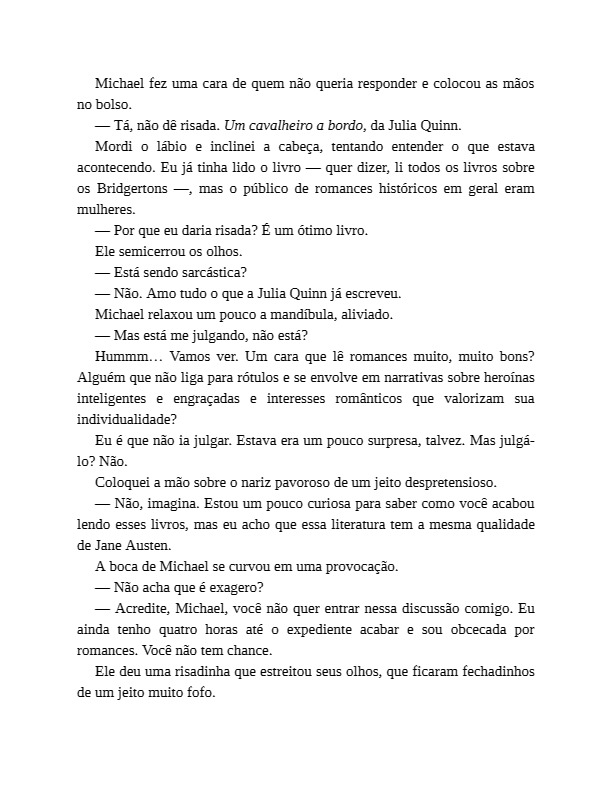 Michael fez uma cara de quem não queria responder e colocou as mãos
no bolso.
— Tá, não dê risada. Um cavalheiro a bordo, da Julia Quinn.
Mordi o lábio e inclinei a cabeça, tentando entender o que estava
acontecendo. Eu já tinha lido o livro — quer dizer, li todos os livros sobre
os Bridgertons —, mas o público de romances históricos em geral eram
mulheres.
— Por que eu daria risada? É um ótimo livro.
Ele semicerrou os olhos.
— Está sendo sarcástica?
— Não. Amo tudo o que a Julia Quinn já escreveu.
Michael relaxou um pouco a mandíbula, aliviado.
— Mas está me julgando, não está?
Hummm… Vamos ver. Um cara que lê romances muito, muito bons?
Alguém que não liga para rótulos e se envolve em narrativas sobre heroínas
inteligentes e engraçadas e interesses românticos que valorizam sua
individualidade?
Eu é que não ia julgar. Estava era um pouco surpresa, talvez. Mas julgá-
lo? Não.
Coloquei a mão sobre o nariz pavoroso de um jeito despretensioso.
— Não, imagina. Estou um pouco curiosa para saber como você acabou
lendo esses livros, mas eu acho que essa literatura tem a mesma qualidade
de Jane Austen.
A boca de Michael se curvou em uma provocação.
— Não acha que é exagero?
— Acredite, Michael, você não quer entrar nessa discussão comigo. Eu
ainda tenho quatro horas até o expediente acabar e sou obcecada por
romances. Você não tem chance.
Ele deu uma risadinha que estreitou seus olhos, que ficaram fechadinhos
de um jeito muito fofo.